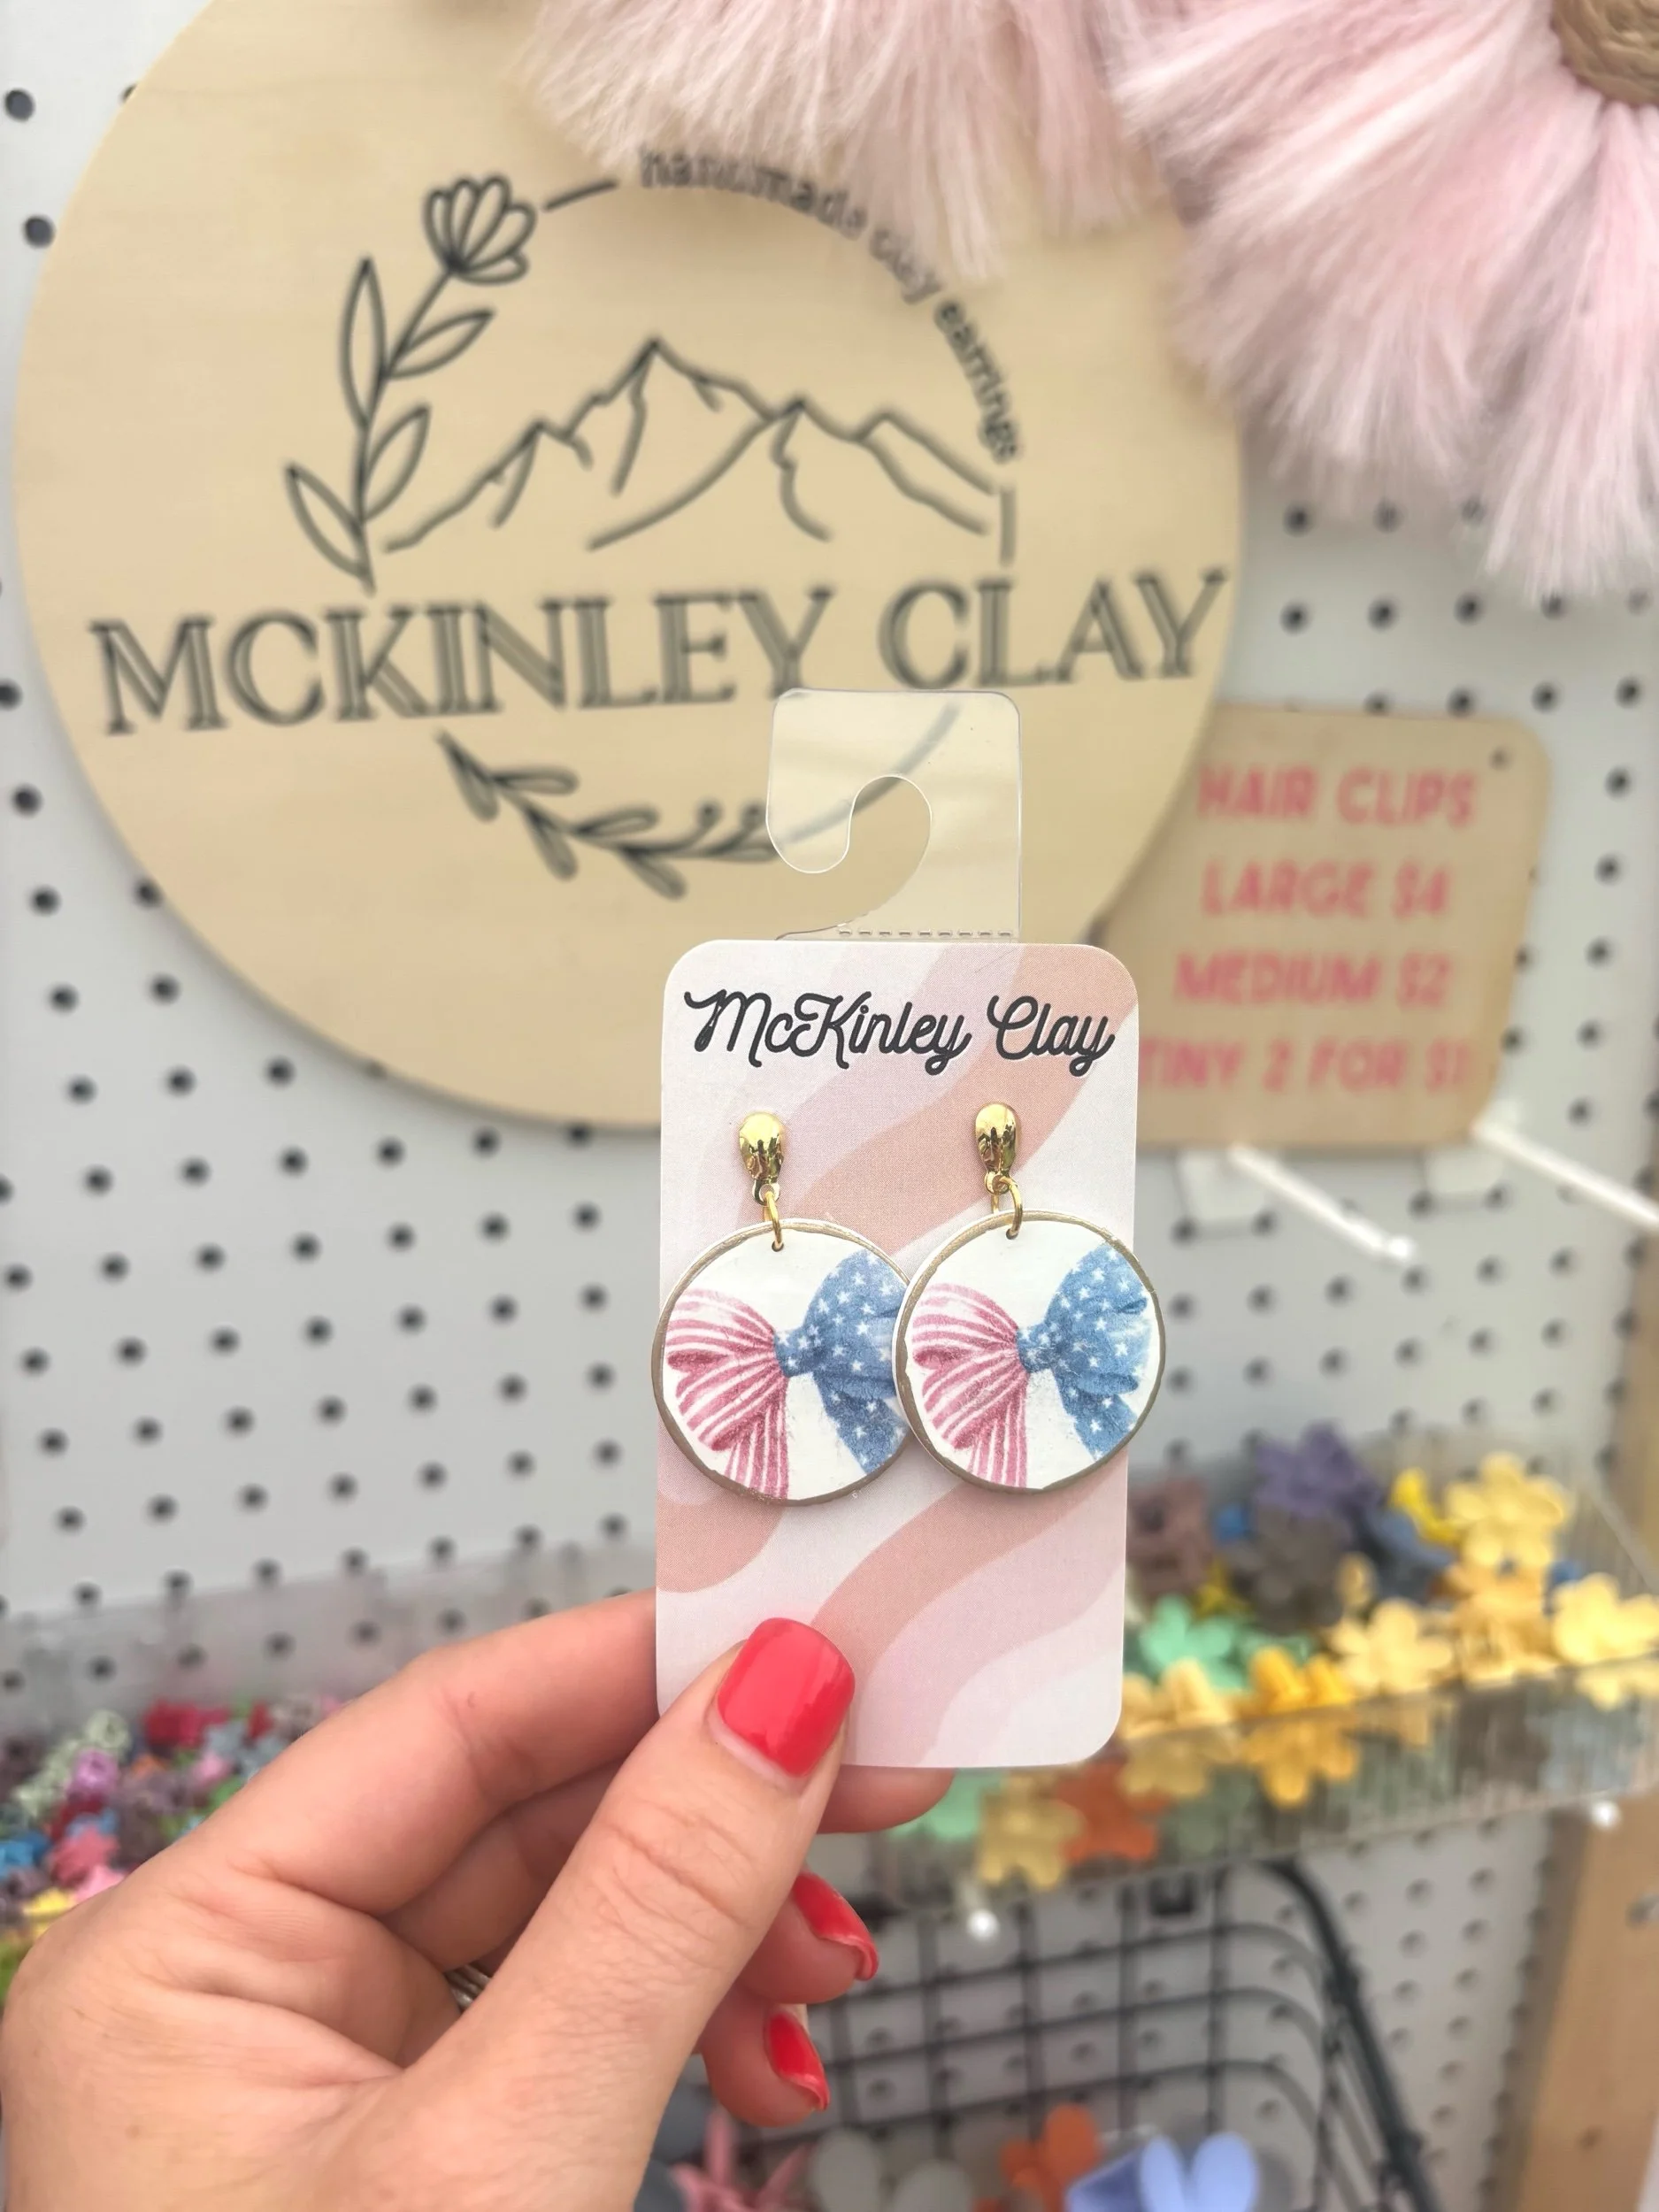 handmade clay earrings
MCKINLEY CLAY
HAIR CLIPS
LARGE $4
MEDIUM $2
TINY 2 FOR $1
McKinley Clay